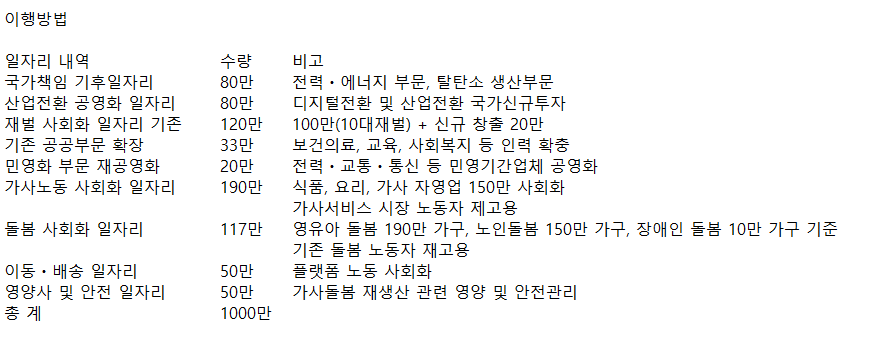 이행방법
일자리 내역 수량 비고
국가책임 기후일자리 80만 전력・에너지 부문, 탈탄소 생산부문
산업전환 공영화 일자리 80만 디지털전환 및 산업전환 국가신규투자
재벌 사회화 일자리 기존 120만 100만(10대재벌) + 신규 창출 20만
기존 공공부문 확장 33만 보건의료, 교육, 사회복지 등 인력 확충
민영화 부문 재공영화 20만 전력・교통・통신 등 민영기간업체 공영화
가사노동 사회화 일자리 190만 식품, 요리, 가사 자영업 150만 사회화
가사서비스 시장 노동자 제고용
돌봄 사회화 일자리 117만 영유아 돌봄 190만 가구, 노인돌봄 150만 가구, 장애인 돌봄 10만 가구 기준
기존 돌봄 노동자 재고용
이동・배송 일자리 50만 플랫폼 노동 사회화
영양사 및 안전 일자리 50만 가사돌봄 재생산 관련 영양 및 안전관리
총 계 1000만